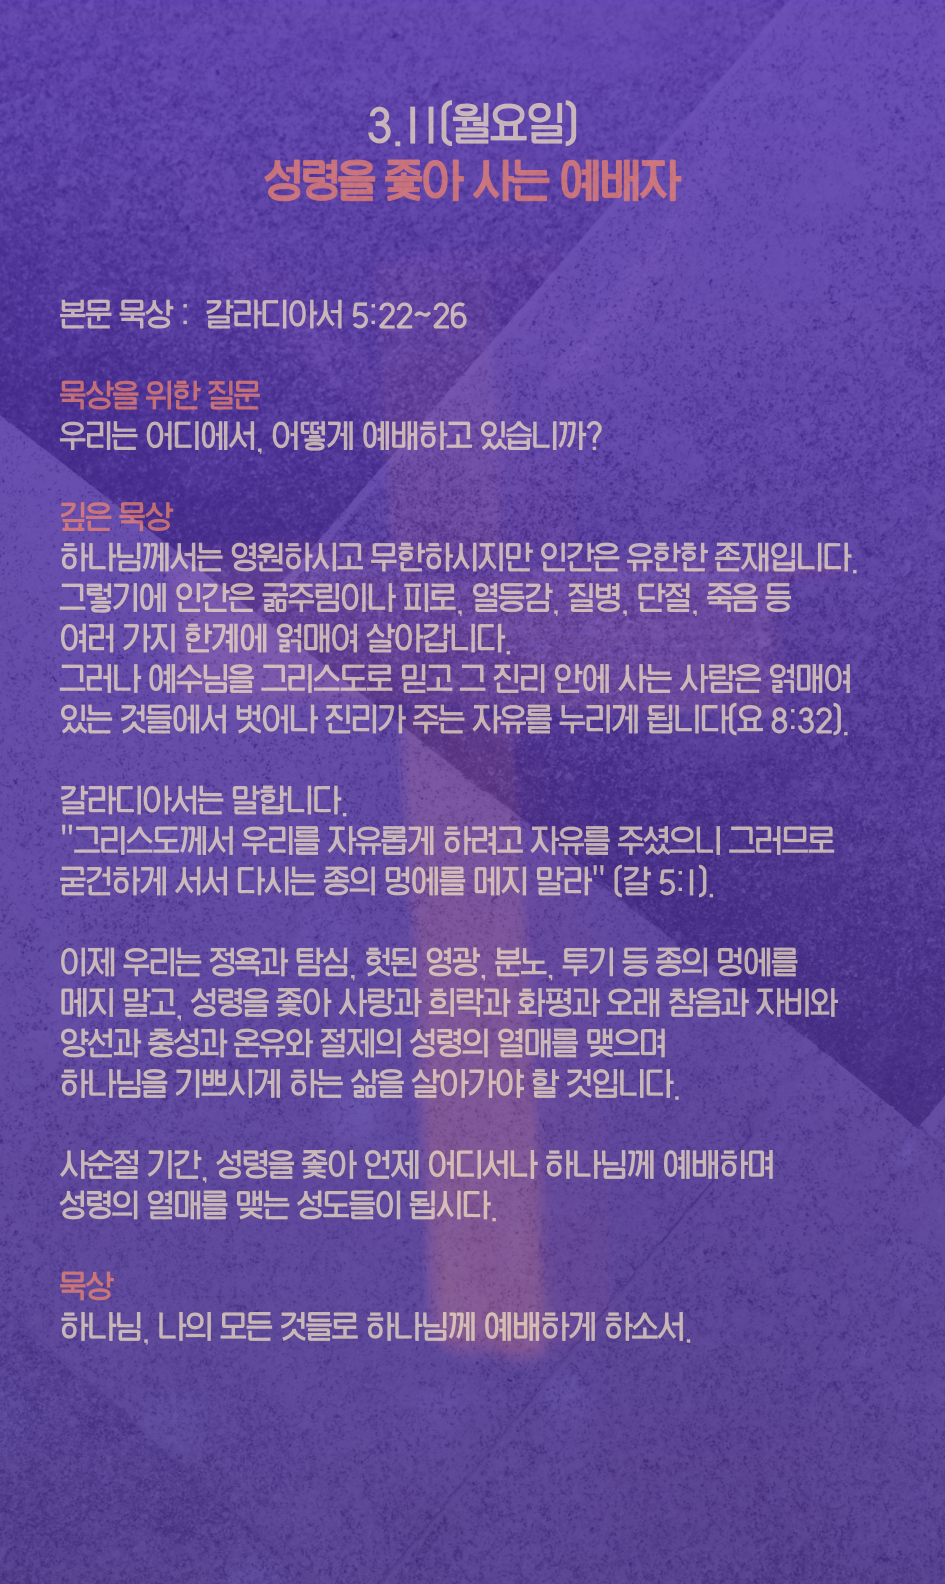 3.11(월요일)
성령을 좇아 사는 예배자
본문 묵상 : 갈라디아서 5:22~26
묵상을 위한 질문
우리는 어디에서, 어떻게 예배하고 있습니까?
깊은 묵상
하나님께서는 영원하시고 무한하시지만 인간은 유한한 존재입니다.
그렇기에 인간은 굶주림이나 피로, 열등감, 질병, 단절, 죽음 등
여러 가지 한계에 얽매여 살아갑니다.
그러나 예수님을 그리스도로 믿고 그 진리 안에 사는 사람은 얽매여
있는 것들에서 벗어나 진리가 주는 자유를 누리게 됩니다(요 8:32).
갈라디아서는 말합니다.
"그리스도께서 우리를 자유롭게 하려고 자유를 주셨으니 그러므로
굳건하게 서서 다시는 종의 멍에를 메지 말라" (갈 5:1).
이제 우리는 정욕과 탐심, 헛된 영광, 분노, 투기 등 종의 멍에를
메지 말고, 성령을 좇아 사랑과 희락과 화평과 오래 참음과 자비와
양선과 충성과 온유와 절제의 성령의 열매를 맺으며
하나님을 기쁘시게 하는 삶을 살아가야 할 것입니다.
사순절 기간, 성령을 좇아 언제 어디서나 하나님께 예배하며
성령의 열매를 맺는 성도들이 됩시다.
묵상
하나님, 나의 모든 것들로 하나님께 예배하게 하소서.